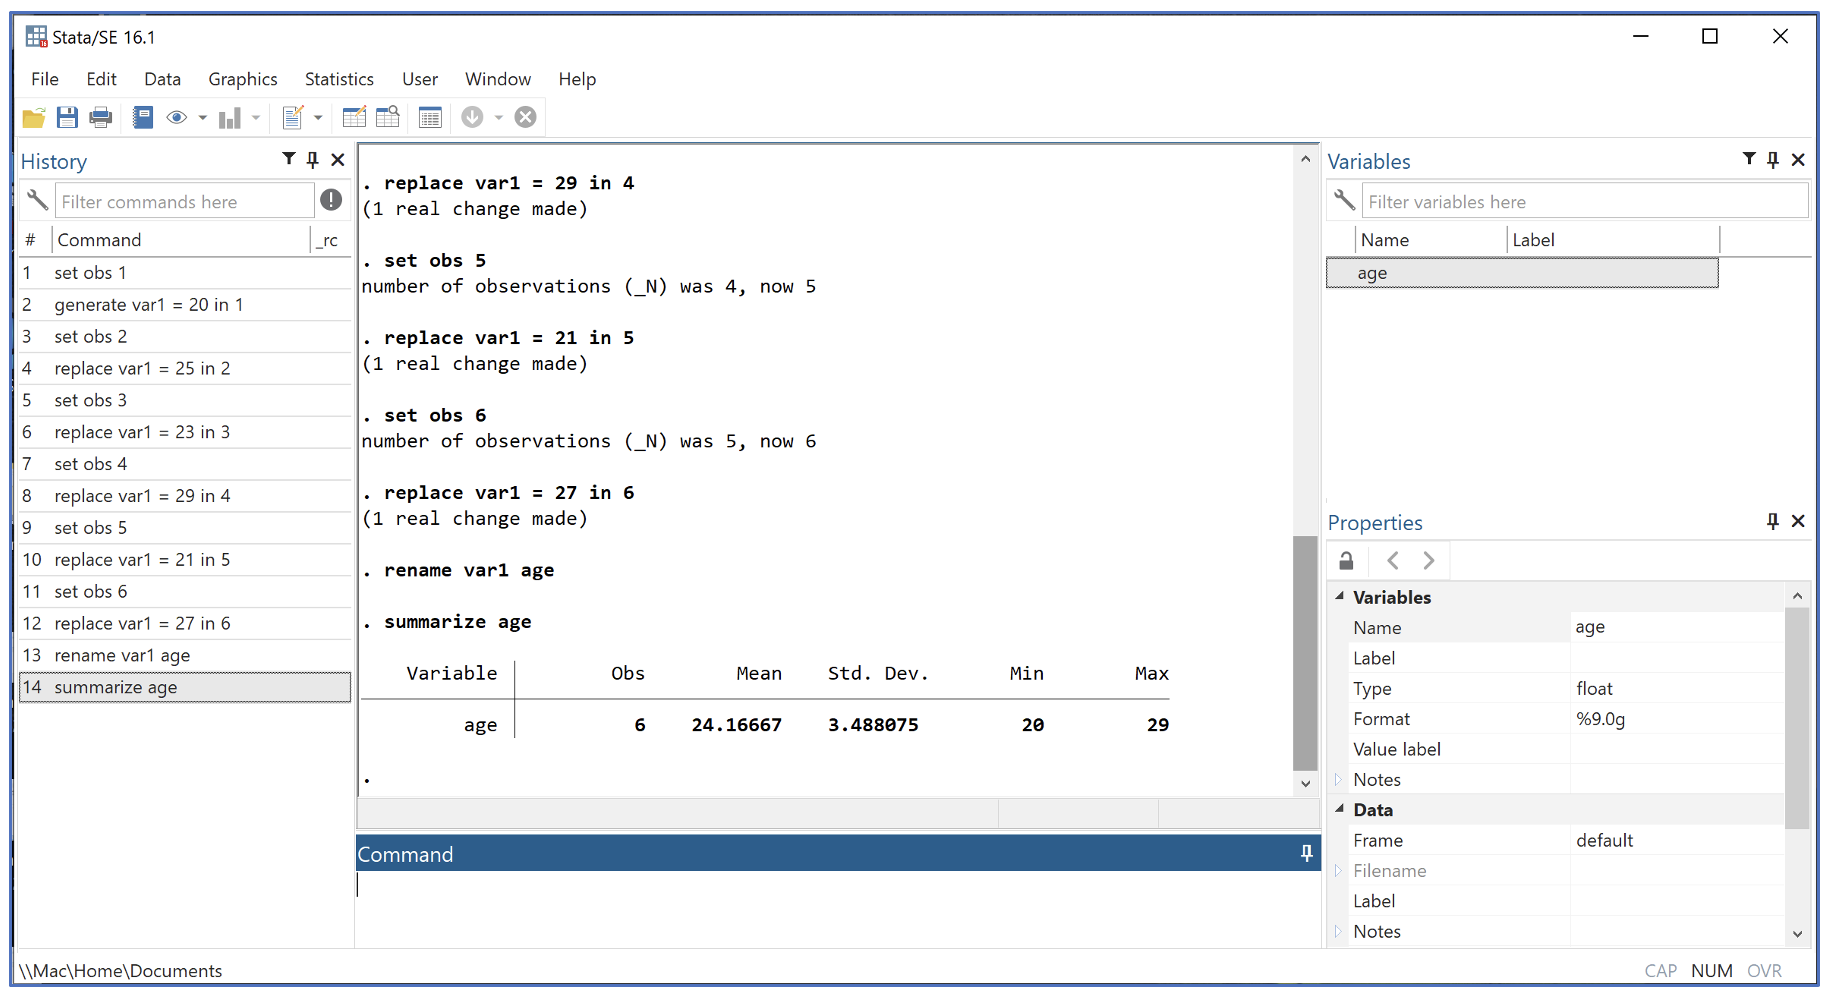 Stata/SE 16.1
File Edit Data Graphics Statistics User Window Help
History
Filter commands here
# Command _rc
1 set obs 1
2 generate var1 = 20 in 1
3 set obs 2
4 replace var1 = 25 in 2
5 set obs 3
6 replace var1 = 23 in 3
7 set obs 4
8 replace var1 = 29 in 4
9 set obs 5
10 replace var1 = 21 in 5
11 set obs 6
12 replace var1 = 27 in 6
13 rename var1 age
14 summarize age
. replace var1 = 29 in 4
(1 real change made)
. set obs 5
number of observations (_N) was 4, now 5
. replace var1 = 21 in 5
(1 real change made)
. set obs 6
number of observations (_N) was 5, now 6
. replace var1 = 27 in 6
(1 real change made)
. rename var1 age
. summarize age
Variable Obs Mean Std. Dev. Min Max
age 6 24.16667 3.488075 20 29
.
Command
Variables
Filter variables here
Name Label
age
Properties
Variables
Name age
Label
Type float
Format %9.0g
Value label
Notes
Data
Frame default
Filename
Label
Notes
\\Mac\Home\Documents
CAP NUM OVR